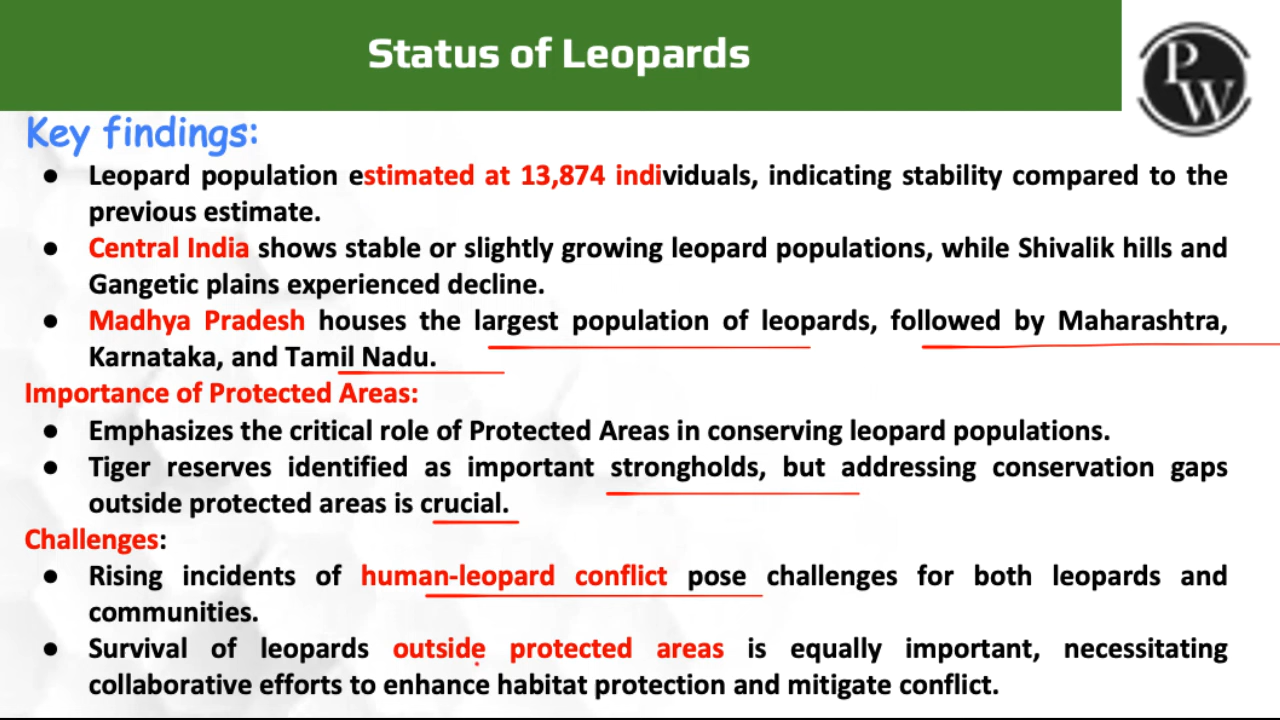 Status of Leopards
PW
Key findings:
● Leopard population estimated at 13,874 individuals, indicating stability compared to the
previous estimate.
● Central India shows stable or slightly growing leopard populations, while Shivalik hills and
Gangetic plains experienced decline.
● Madhya Pradesh houses the largest population of leopards, followed by Maharashtra,
Karnataka, and Tamil Nadu.
Importance of Protected Areas:
● Emphasizes the critical role of Protected Areas in conserving leopard populations.
● Tiger reserves identified as important strongholds, but addressing conservation gaps
outside protected areas is crucial.
Challenges:
● Rising incidents of human-leopard conflict pose challenges for both leopards and
communities.
● Survival of leopards outside protected areas is equally important, necessitating
collaborative efforts to enhance habitat protection and mitigate conflict.